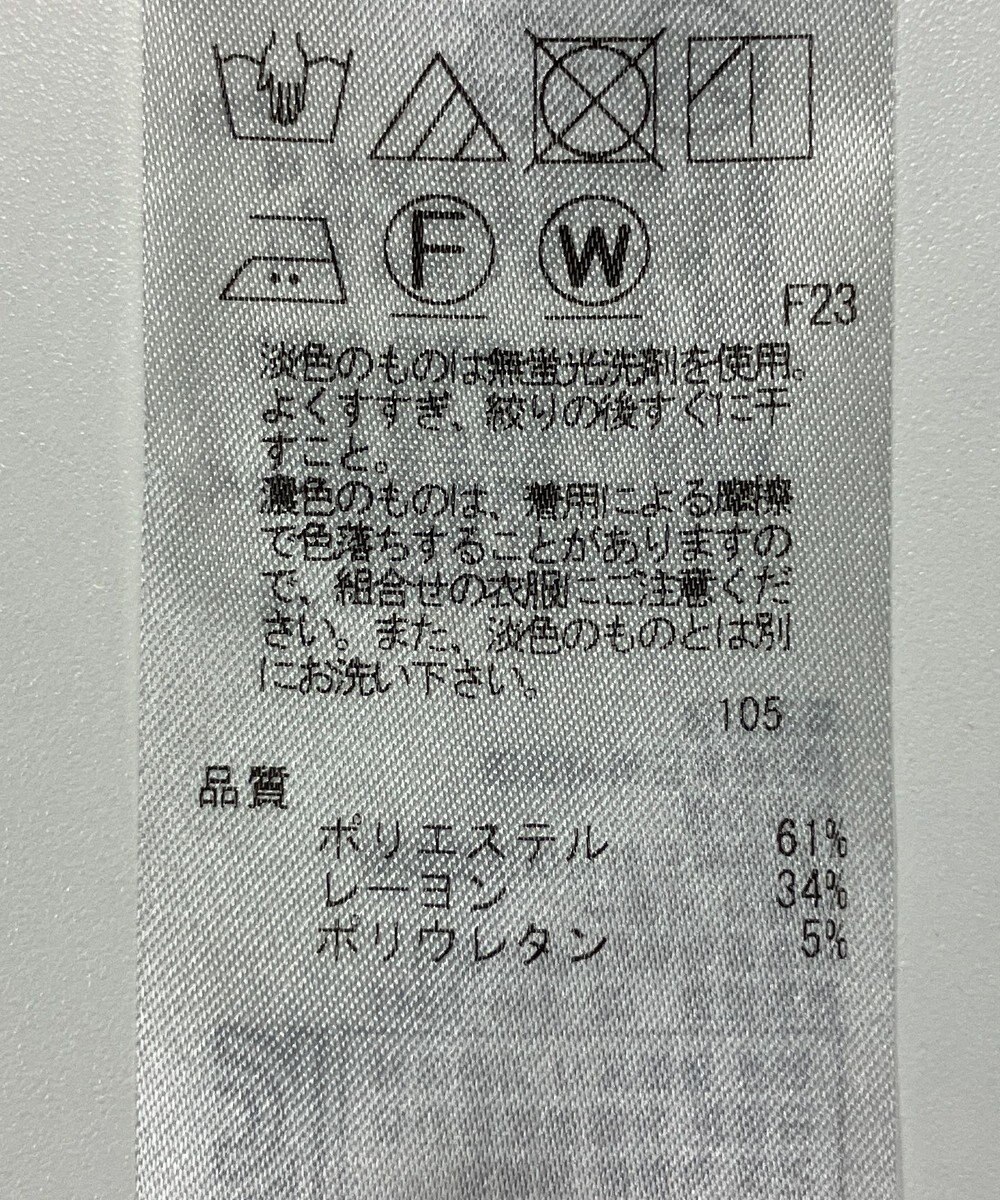 F
W
F23
淡色のものは無蛍光洗剤を使用。
よくすすぎ、絞りの後すぐに干
すこと。
濃色のものは、着用による摩擦
で色落ちすることがありますの
で、組合せの衣服にご注意くだ
さい。また、淡色のものとは別
にお洗い下さい。
105
品質
ポリエステル 61%
レーヨン 34%
ポリウレタン 5%